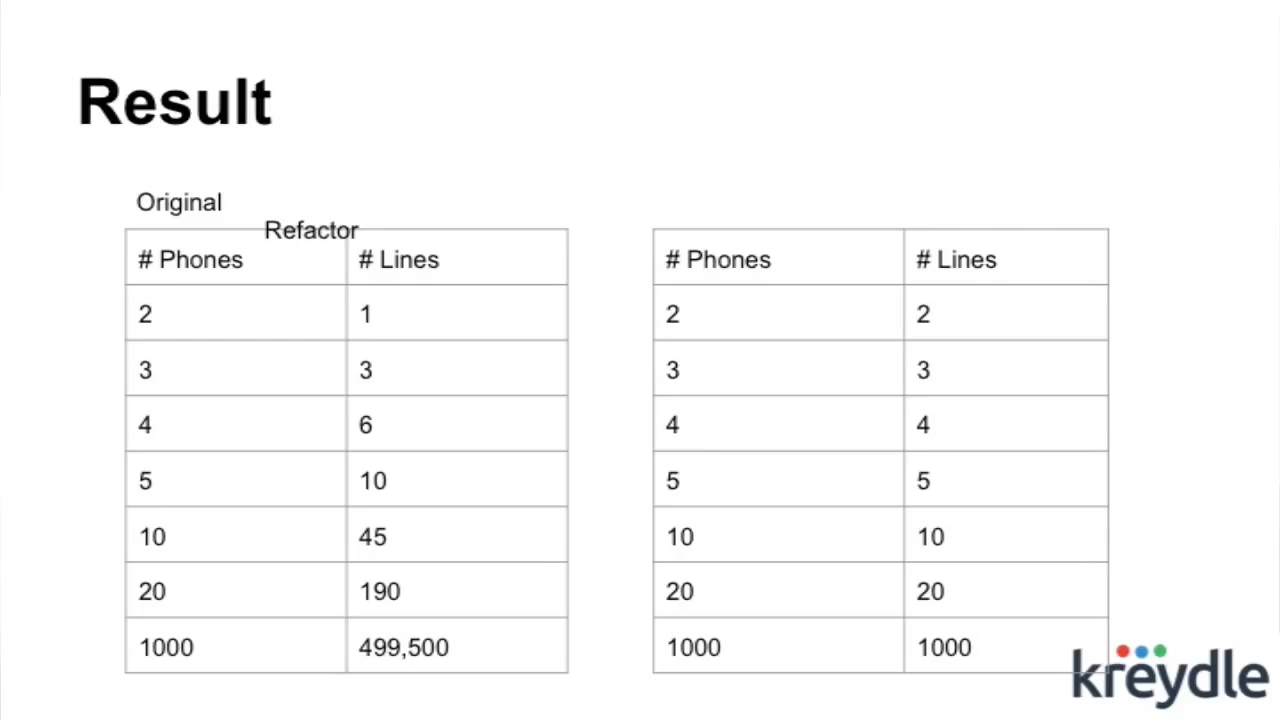 Result
Original
Refactor
# Phones # Lines
2 1
3 3
4 6
5 10
10 45
20 190
1000 499,500
# Phones # Lines
2 2
3 3
4 4
5 5
10 10
20 20
1000 1000
kreydle